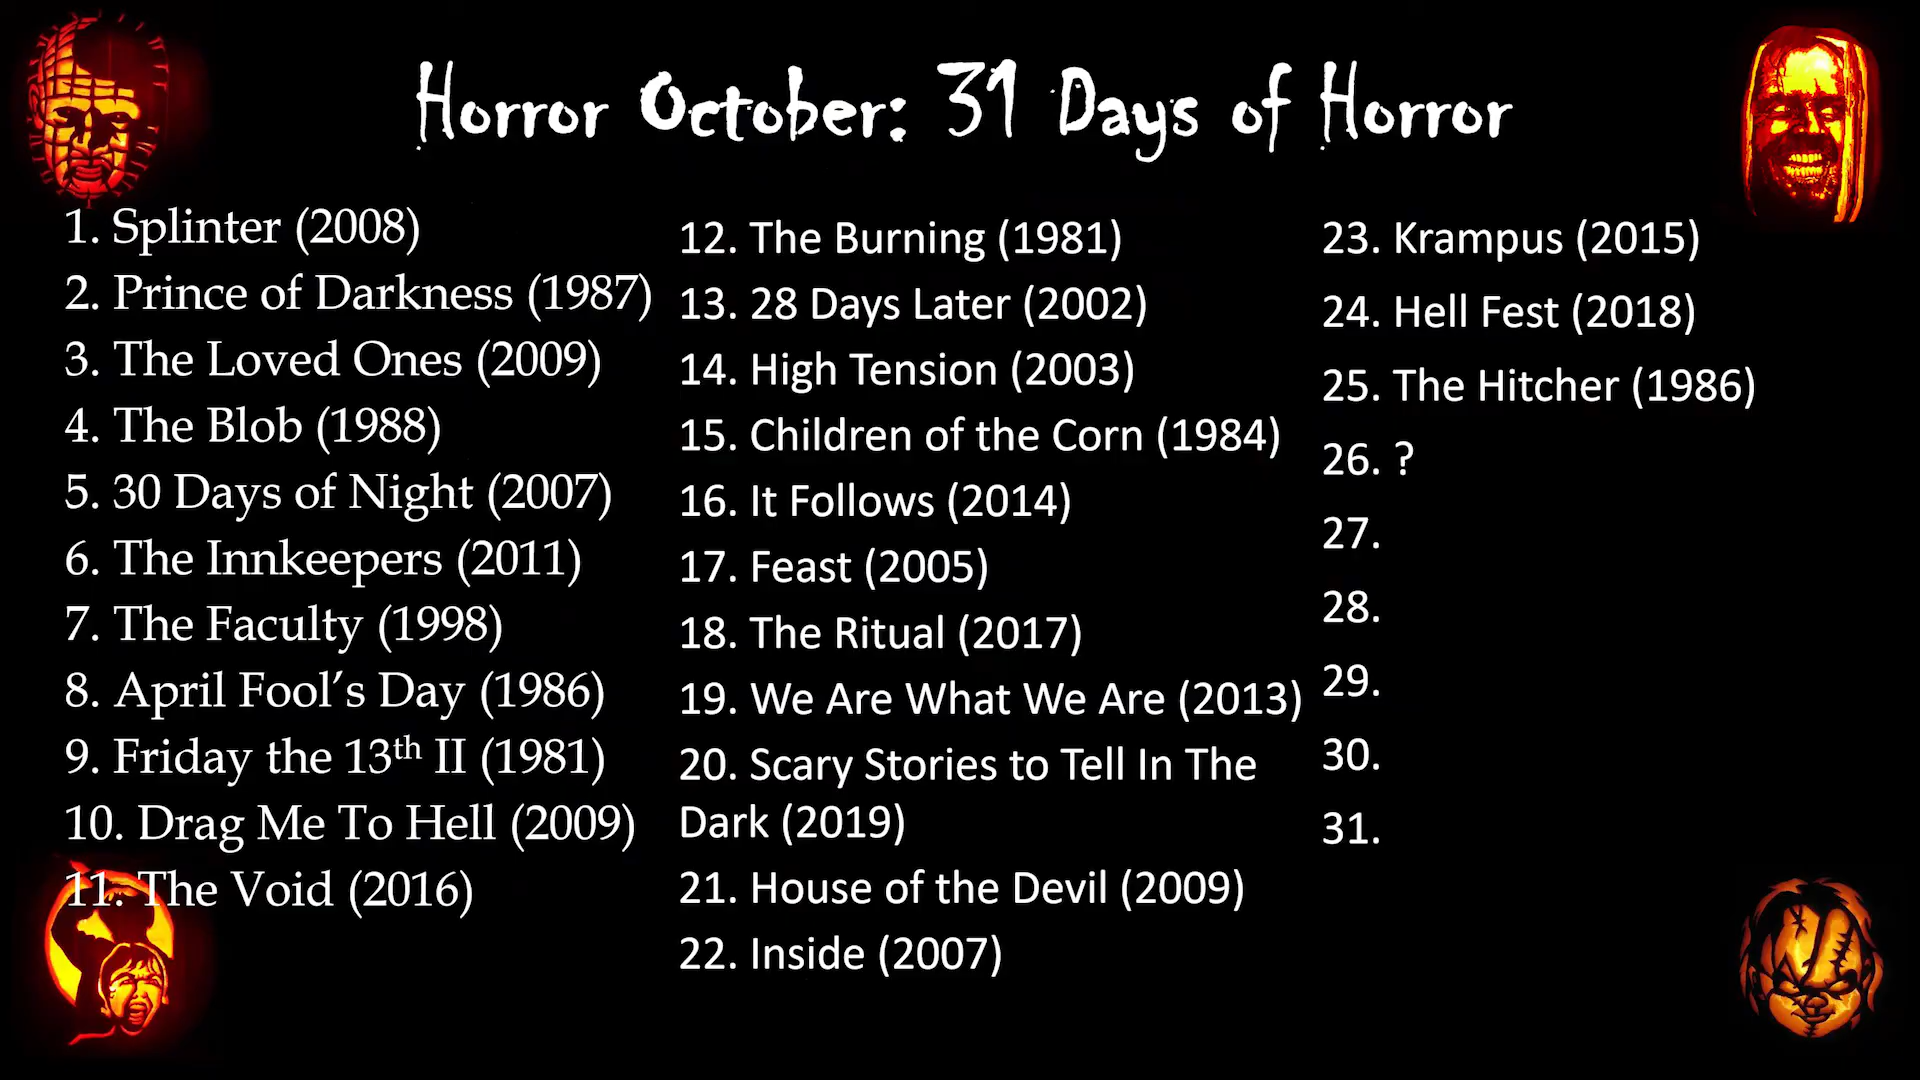 Horror October: 31 Days of Horror
1. Splinter (2008)
2. Prince of Darkness (1987)
3. The Loved Ones (2009)
4. The Blob (1988)
5. 30 Days of Night (2007)
6. The Innkeepers (2011)
7. The Faculty (1998)
8. April Fool’s Day (1986)
9. Friday the 13th II (1981)
10. Drag Me To Hell (2009)
11. The Void (2016)
12. The Burning (1981)
13. 28 Days Later (2002)
14. High Tension (2003)
15. Children of the Corn (1984)
16. It Follows (2014)
17. Feast (2005)
18. The Ritual (2017)
19. We Are What We Are (2013)
20. Scary Stories to Tell In The
Dark (2019)
21. House of the Devil (2009)
22. Inside (2007)
23. Krampus (2015)
24. Hell Fest (2018)
25. The Hitcher (1986)
26. ?
27.
28.
29.
30.
31.